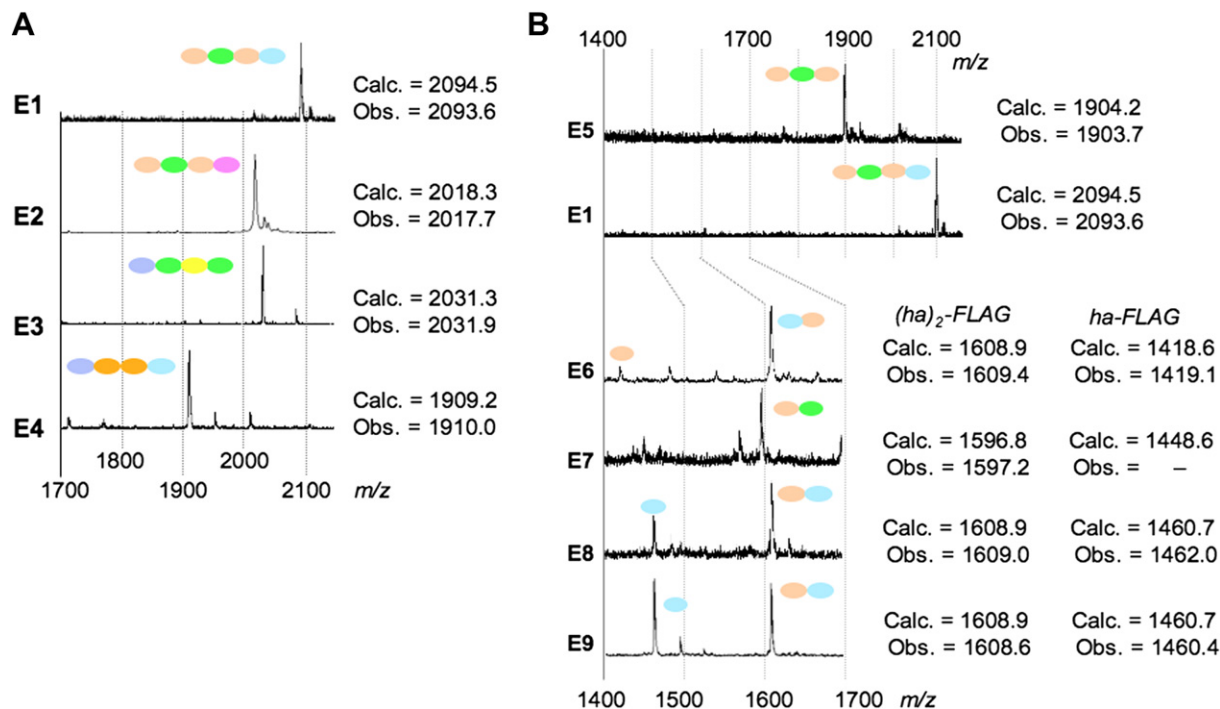 A
E1
Calc. = 2094.5
Obs. = 2093.6
E2
Calc. = 2018.3
Obs. = 2017.7
E3
Calc. = 2031.3
Obs. = 2031.9
E4
Calc. = 1909.2
Obs. = 1910.0
1700 1800 1900 2000 2100 m/z
B
1400 1700 1900 2100
m/z
E5
Calc. = 1904.2
Obs. = 1903.7
E1
Calc. = 2094.5
Obs. = 2093.6
(ha)2-FLAG ha-FLAG
E6
Calc. = 1608.9 Calc. = 1418.6
Obs. = 1609.4 Obs. = 1419.1
E7
Calc. = 1596.8 Calc. = 1448.6
Obs. = 1597.2 Obs. = –
E8
Calc. = 1608.9 Calc. = 1460.7
Obs. = 1609.0 Obs. = 1462.0
E9
Calc. = 1608.9 Calc. = 1460.7
Obs. = 1608.6 Obs. = 1460.4
1400 1500 1600 1700 m/z